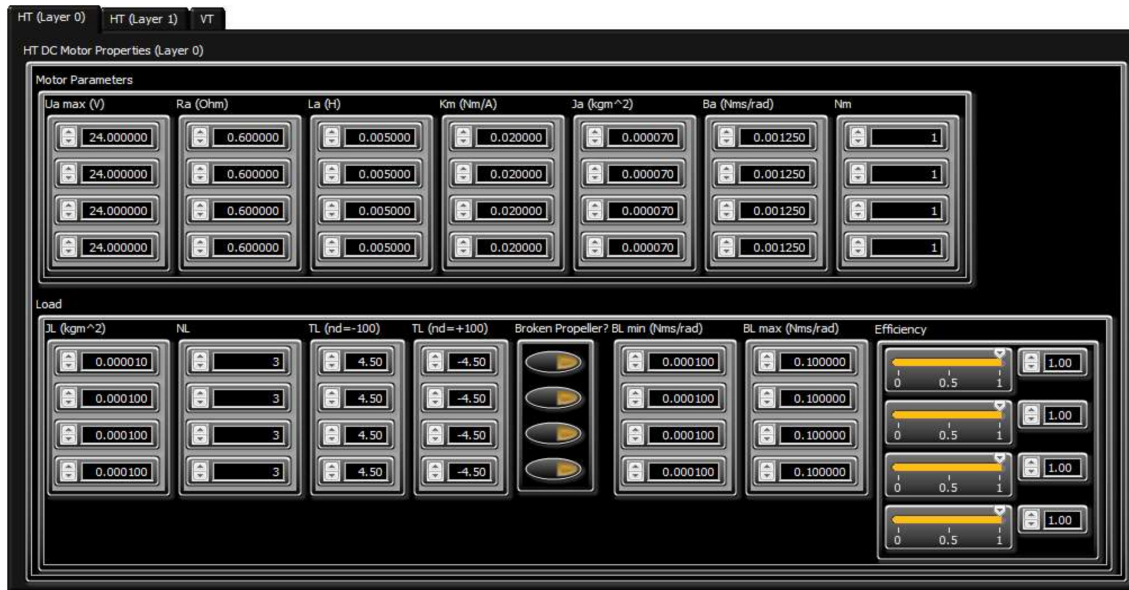 HT (Layer 0) HT (Layer 1) VT
HT DC Motor Properties (Layer 0)
Motor Parameters
Ua max (V) Ra (Ohm) La (H) Km (Nm/A) Ja (kgm^2) Ba (Nms/rad) Nm
24.000000 0.600000 0.005000 0.020000 0.000070 0.001250 1
24.000000 0.600000 0.005000 0.020000 0.000070 0.001250 1
24.000000 0.600000 0.005000 0.020000 0.000070 0.001250 1
24.000000 0.600000 0.005000 0.020000 0.000070 0.001250 1
Load
JL (kgm^2) NL TL (nd=-100) TL (nd=+100) Broken Propeller? BL min (Nms/rad) BL max (Nms/rad) Efficiency
0.000010 3 4.50 -4.50 0.000100 0.100000 1.00
0 0.5 1
0.000100 3 4.50 -4.50 0.000100 0.100000 1.00
0 0.5 1
0.000100 3 4.50 -4.50 0.000100 0.100000 1.00
0 0.5 1
0.000100 3 4.50 -4.50 0.000100 0.100000 1.00
0 0.5 1